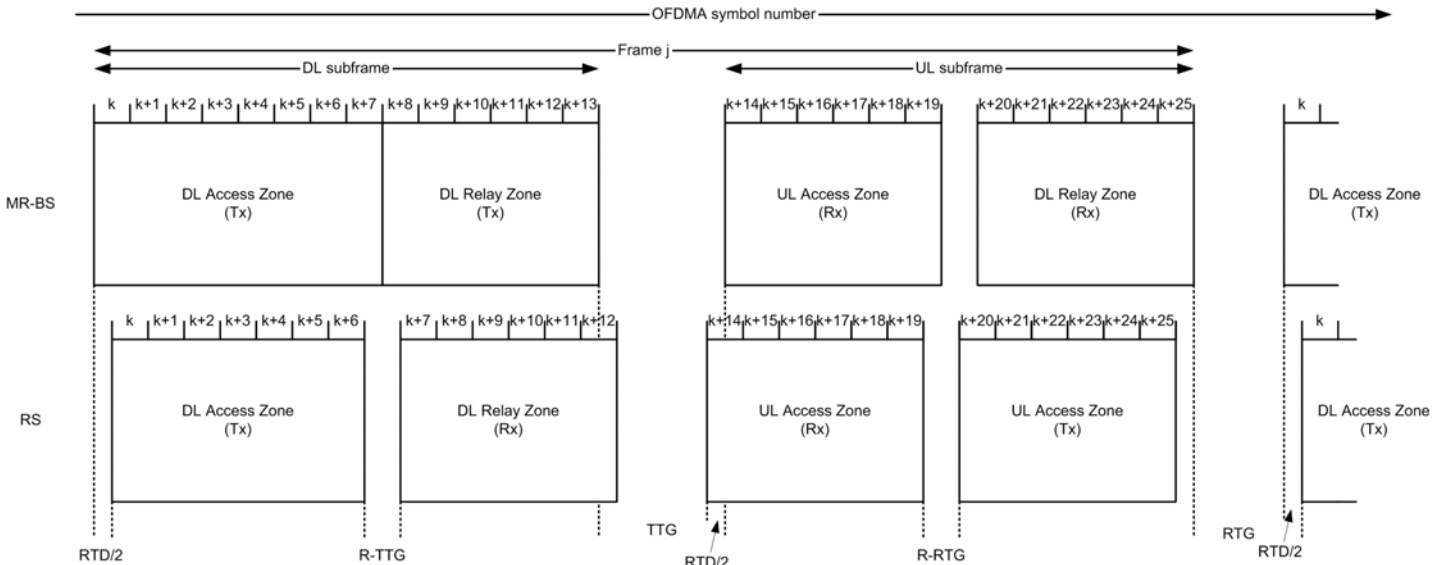 OFDMA symbol number
Frame j
DL subframe UL subframe
k k+1 k+2 k+3 k+4 k+5 k+6 k+7 k+8 k+9 k+10 k+11 k+12 k+13 k+14 k+15 k+16 k+17 k+18 k+19 k+20 k+21 k+22 k+23 k+24 k+25 k
MR-BS
DL Access Zone
(Tx)
DL Relay Zone
(Tx)
UL Access Zone
(Rx)
DL Relay Zone
(Rx)
DL Access Zone
(Tx)
k k+1 k+2 k+3 k+4 k+5 k+6 k+7 k+8 k+9 k+10 k+11 k+12 k+14 k+15 k+16 k+17 k+18 k+19 k+20 k+21 k+22 k+23 k+24 k+25 k
RS
DL Access Zone
(Tx)
DL Relay Zone
(Rx)
UL Access Zone
(Rx)
UL Access Zone
(Tx)
DL Access Zone
(Tx)
RTD/2
R-TTG
TTG
RTD/2
R-RTG
RTG
RTD/2